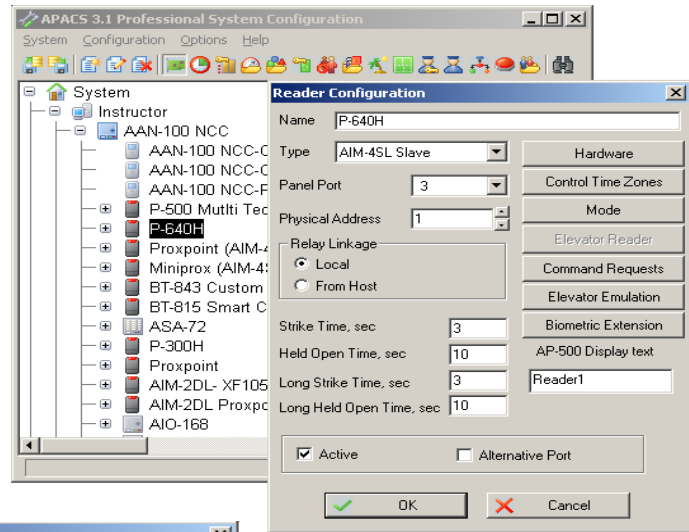 APACS 3.1 Professional System Configuration
System Configuration Options Help
System
Instructor
AAN-100 NCC
AAN-100 NCC-C
AAN-100 NCC-C
AAN-100 NCC-F
P-500 Mutlti Tec
P-640H
Proxpoint (AIM-4
Miniprox (AIM-4
BT-843 Custom
BT-815 Smart C
ASA-72
P-300H
Proxpoint
AIM-2DL- XF105
AIM-2DL Proxpo
AIO-168
Reader Configuration
Name P-640H
Type AIM-4SL Slave
Panel Port 3
Physical Address 1
Relay Linkage
Local
From Host
Strike Time, sec 3
Held Open Time, sec 10
Long Strike Time, sec 3
Long Held Open Time, sec 10
Hardware
Control Time Zones
Mode
Elevator Reader
Command Requests
Elevator Emulation
Biometric Extension
AP-500 Display text
Reader1
Active Alternative Port
OK Cancel